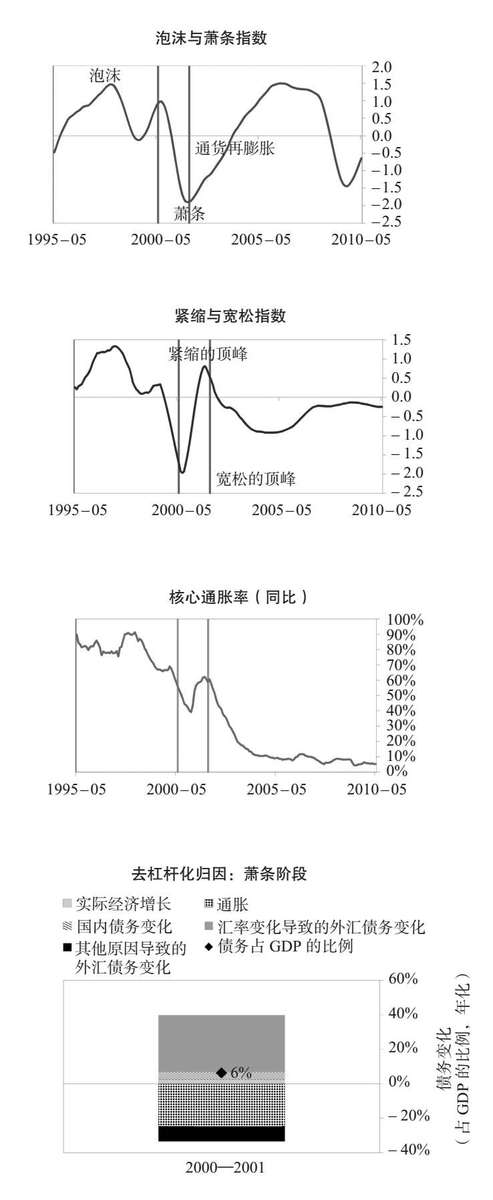 泡沫与萧条指数
泡沫
通货再膨胀
萧条
2.0
1.5
1.0
0.5
0.0
−0.5
−1.0
−1.5
−2.0
−2.5
1995−05 2000−05 2005−05 2010−05
紧缩与宽松指数
紧缩的顶峰
宽松的顶峰
1.5
1.0
0.5
0.0
−0.5
−1.0
−1.5
−2.0
−2.5
1995−05 2000−05 2005−05 2010−05
核心通胀率（同比）
100%
90%
80%
70%
60%
50%
40%
30%
20%
10%
0%
1995−05 2000−05 2005−05 2010−05
去杠杆化归因：萧条阶段
实际经济增长 通胀
国内债务变化 汇率变化导致的外汇债务变化
其他原因导致的 债务占 GDP 的比例
外汇债务变化
60%
40%
20%
0%
−20%
−40%
6%
债务变化
（占 GDP 的比例，年化）
2000—2001